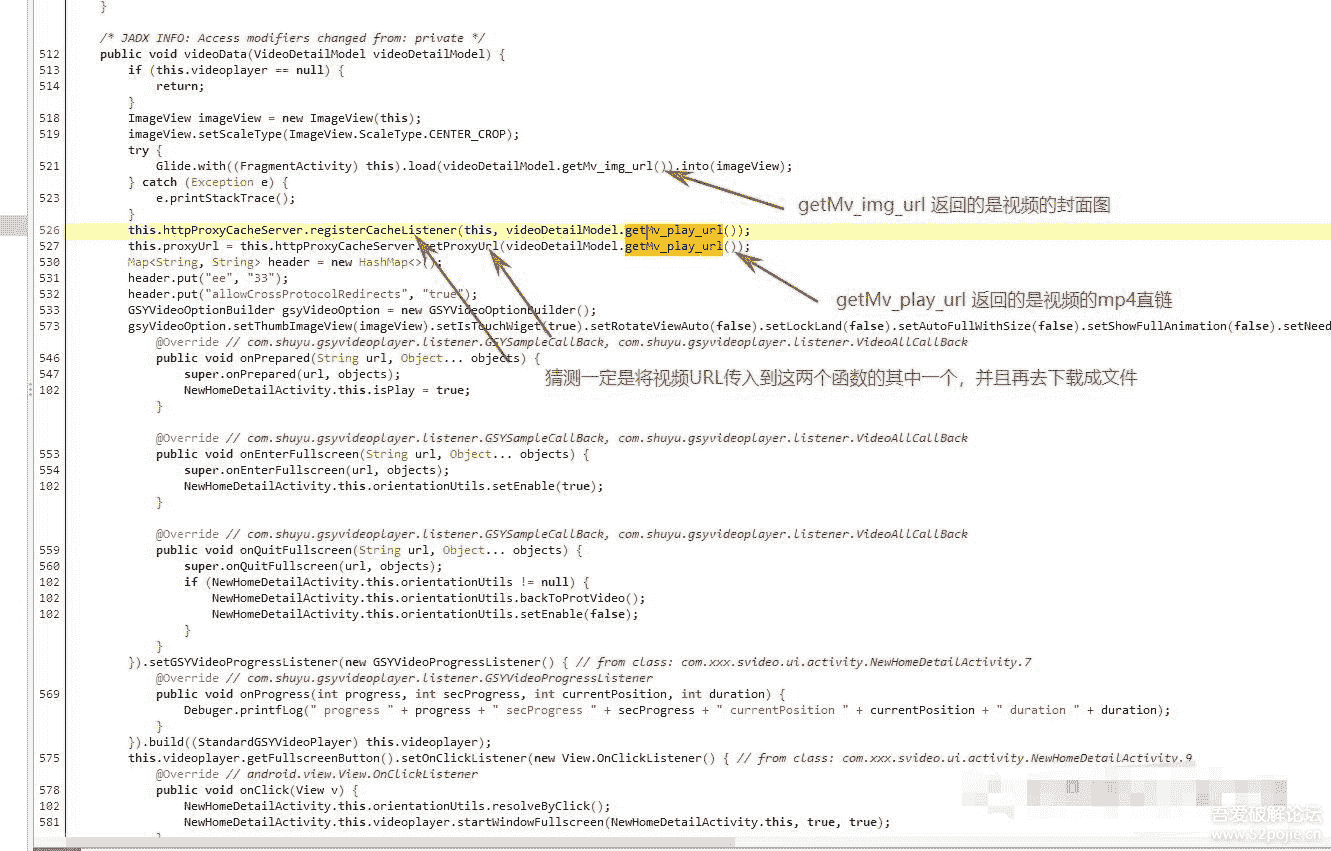 }
/* JADX INFO: Access modifiers changed from: private */
512 public void videoData(VideoDetailModel videoDetailModel) {
513 if (this.videoplayer == null) {
514 return;
}
518 ImageView imageView = new ImageView(this);
519 imageView.setScaleType(ImageView.ScaleType.CENTER_CROP);
try {
521 Glide.with((FragmentActivity) this).load(videoDetailModel.getMv_img_url()).into(imageView);
} catch (Exception e) {
523 e.printStackTrace();
getMv_img_url 返回的是视频的封面图
}
526 this.httpProxyCacheServer.registerCacheListener(this, videoDetailModel.getMv_play_url());
527 this.proxyUrl = this.httpProxyCacheServer.getProxyUrl(videoDetailModel.getMv_play_url());
530 Map<String, String> header = new HashMap<>();
531 header.put("ee", "33");
532 header.put("allowCrossProtocolRedirects", "true");
getMv_play_url 返回的是视频的mp4直链
533 GSYVideoOptionBuilder gsyVideoOption = new GSYVideoOptionBuilder();
573 gsyVideoOption.setThumbImageView(imageView).setIsTouchWiget(true).setRotateViewAuto(false).setLockLand(false).setAutoFullWithSize(false).setShowFullAnimation(false).setNeed
@Override // com.shuyu.gsyvideoplayer.listener.GSYSampleCallBack, com.shuyu.gsyvideoplayer.listener.VideoAllCallBack
546 public void onPrepared(String url, Object... objects) {
547 super.onPrepared(url, objects);
猜测一定是将视频URL传入到这两个函数的其中一个，并且再去下载成文件
102 NewHomeDetailActivity.this.isPlay = true;
}
@Override // com.shuyu.gsyvideoplayer.listener.GSYSampleCallBack, com.shuyu.gsyvideoplayer.listener.VideoAllCallBack
553 public void onEnterFullscreen(String url, Object... objects) {
554 super.onEnterFullscreen(url, objects);
102 NewHomeDetailActivity.this.orientationUtils.setEnable(true);
}
@Override // com.shuyu.gsyvideoplayer.listener.GSYSampleCallBack, com.shuyu.gsyvideoplayer.listener.VideoAllCallBack
559 public void onQuitFullscreen(String url, Object... objects) {
560 super.onQuitFullscreen(url, objects);
102 if (NewHomeDetailActivity.this.orientationUtils != null) {
102 NewHomeDetailActivity.this.orientationUtils.backToProtVideo();
102 NewHomeDetailActivity.this.orientationUtils.setEnable(false);
}
}
}).setGSYVideoProgressListener(new GSYVideoProgressListener() { // from class: com.xxx.svideo.ui.activity.NewHomeDetailActivity.7
@Override // com.shuyu.gsyvideoplayer.listener.GSYVideoProgressListener
569 public void onProgress(int progress, int secProgress, int currentPosition, int duration) {
Debuger.printfLog(" progress " + progress + " secProgress " + secProgress + " currentPosition " + currentPosition + " duration " + duration);
}
}).build((StandardGSYVideoPlayer) this.videoplayer);
575 this.videoplayer.getFullscreenButton().setOnClickListener(new View.OnClickListener() { // from class: com.xxx.svideo.ui.activity.NewHomeDetailActivity.9
@Override // android.view.View.OnClickListener
578 public void onClick(View v) {
102 NewHomeDetailActivity.this.orientationUtils.resolveByClick();
581 NewHomeDetailActivity.this.videoplayer.startWindowFullscreen(NewHomeDetailActivity.this, true, true);
吾爱破解论坛
www.52pojie.cn